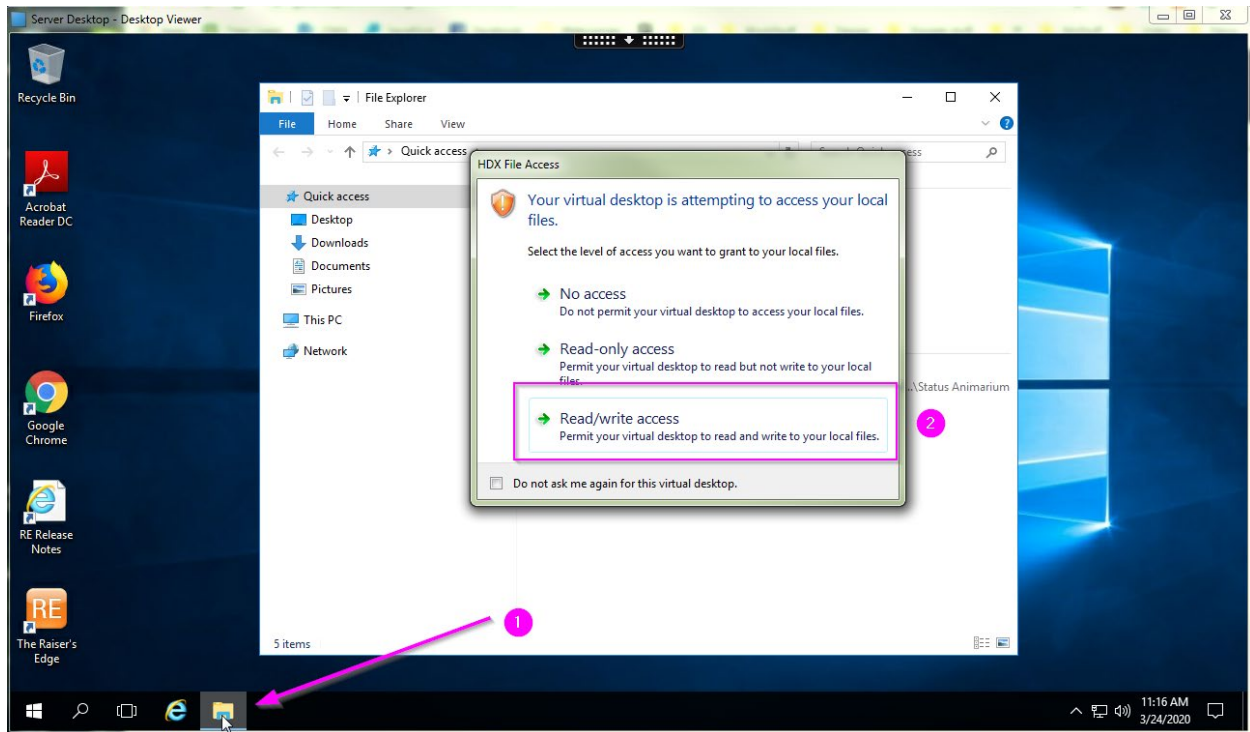 Server Desktop - Desktop Viewer
Recycle Bin
File Explorer
File Home Share View
Quick access
HDX File Access
Your virtual desktop is attempting to access your local
files.
Select the level of access you want to grant to your local files.
No access
Do not permit your virtual desktop to access your local files.
Read-only access
Permit your virtual desktop to read but not write to your local
files.
Read/write access
Permit your virtual desktop to read and write to your local files.
2
Do not ask me again for this virtual desktop.
Quick access
Desktop
Downloads
Documents
Pictures
This PC
Network
..\Status Animarium
5 items
1
Acrobat
Reader DC
Firefox
Google
Chrome
RE Release
Notes
RE
The Raiser's
Edge
11:16 AM
3/24/2020